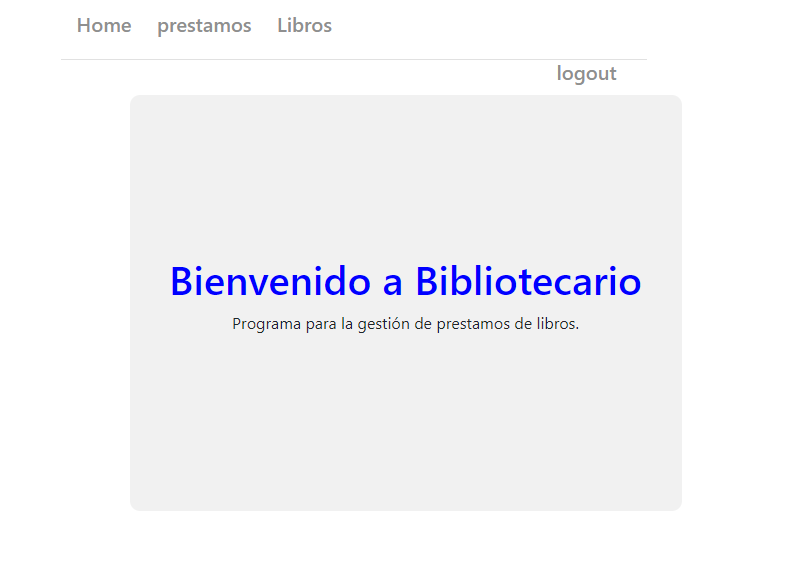 Home prestamos Libros
logout
Bienvenido a Bibliotecario
Programa para la gestión de prestamos de libros.